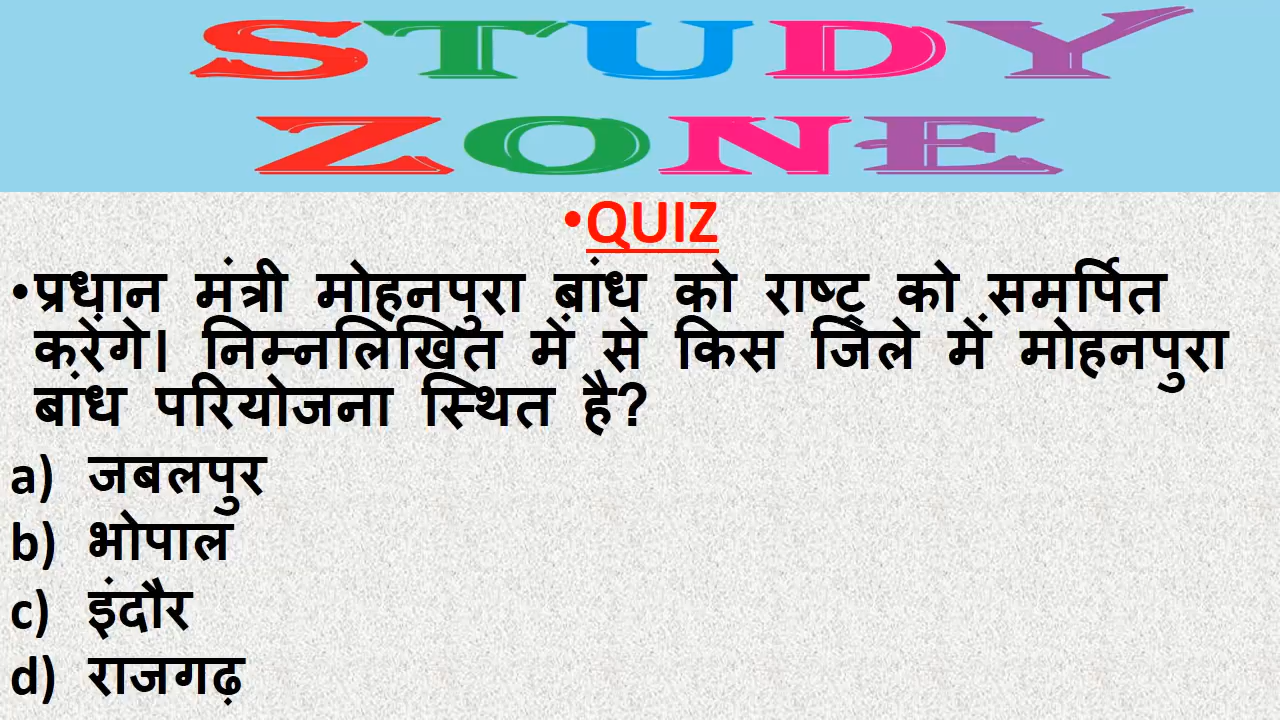 STUDY
ZONE
•QUIZ
•प्रधान मंत्री मोहनपुरा बांध को राष्ट्र को समर्पित
करेंगे। निम्नलिखित में से किस जिले में मोहनपुरा
बांध परियोजना स्थित है?
a) जबलपुर
b) भोपाल
c) इंदौर
d) राजगढ़